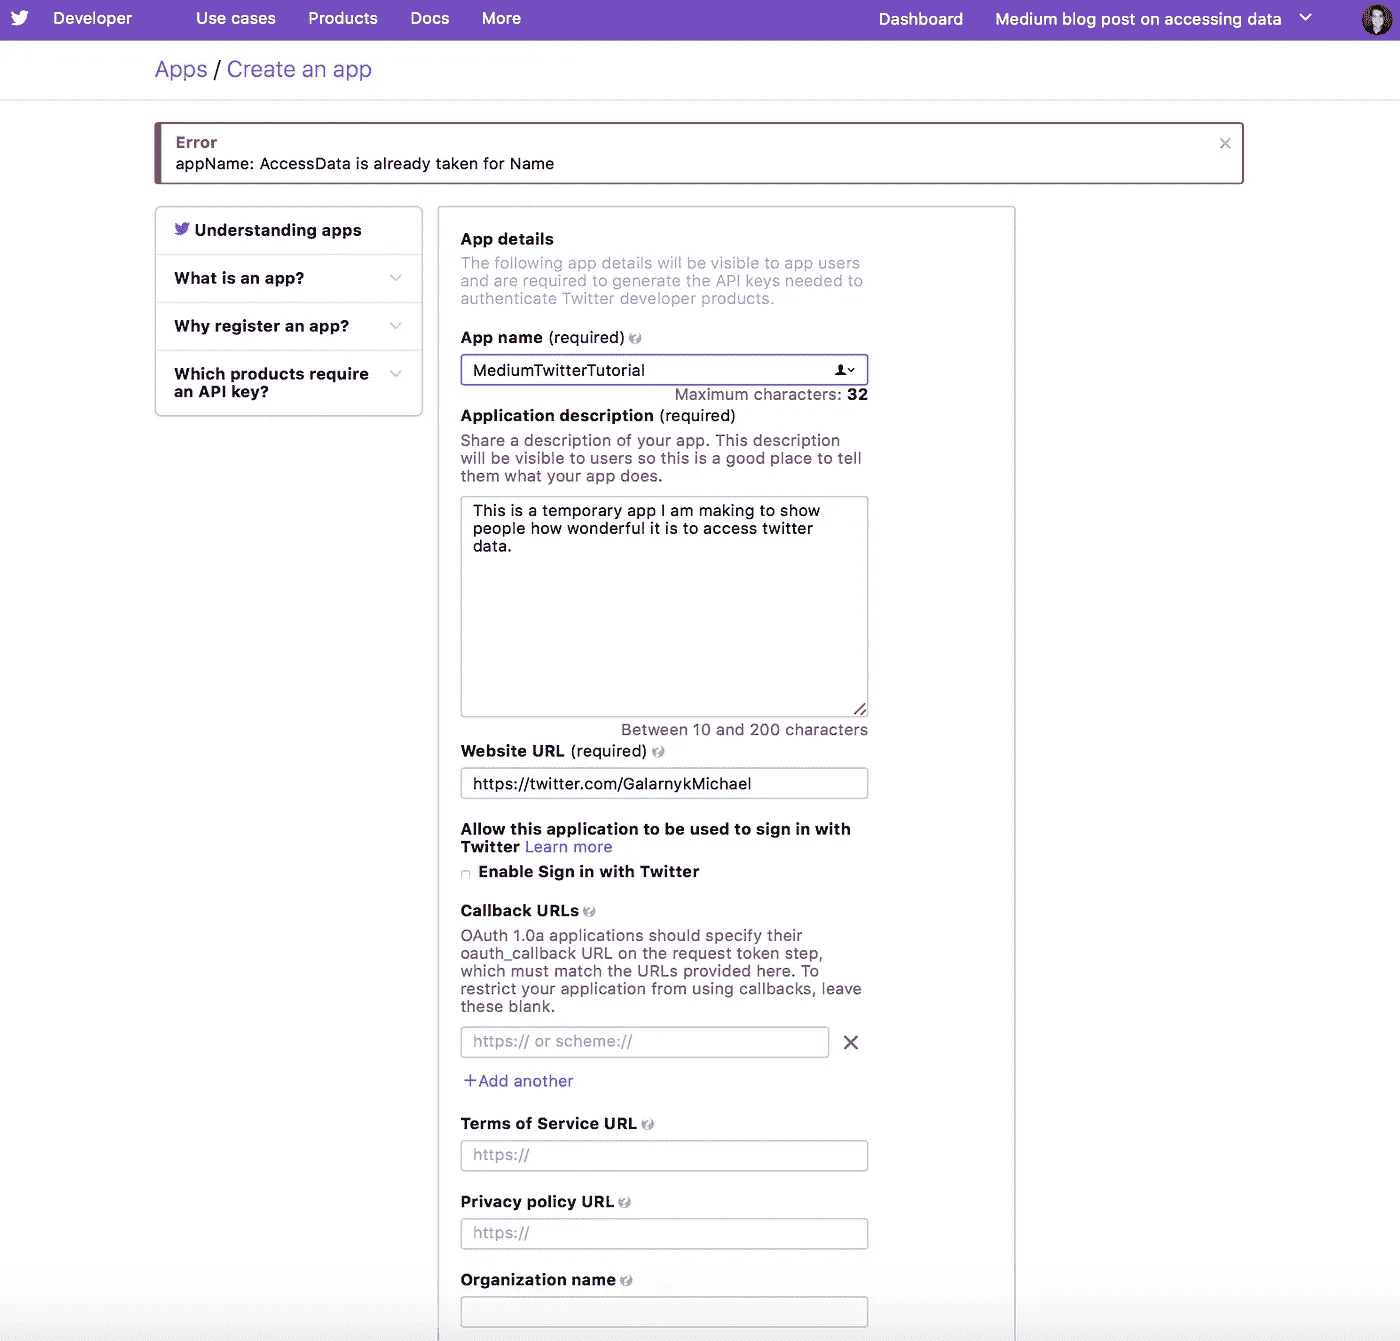 Developer Use cases Products Docs More Dashboard Medium blog post on accessing data
Apps / Create an app
Error
appName: AccessData is already taken for Name
Understanding apps
What is an app?
Why register an app?
Which products require
an API key?
App details
The following app details will be visible to app users
and are required to generate the API keys needed to
authenticate Twitter developer products.
App name (required)
MediumTwitterTutorial
Maximum characters: 32
Application description (required)
Share a description of your app. This description
will be visible to users so this is a good place to tell
them what your app does.
This is a temporary app I am making to show
people how wonderful it is to access twitter
data.
Between 10 and 200 characters
Website URL (required)
https://twitter.com/GalarnykMichael
Allow this application to be used to sign in with
Twitter Learn more
Enable Sign in with Twitter
Callback URLs
OAuth 1.0a applications should specify their
oauth_callback URL on the request token step,
which must match the URLs provided here. To
restrict your application from using callbacks, leave
these blank.
https:// or scheme://
+Add another
Terms of Service URL
https://
Privacy policy URL
https://
Organization name